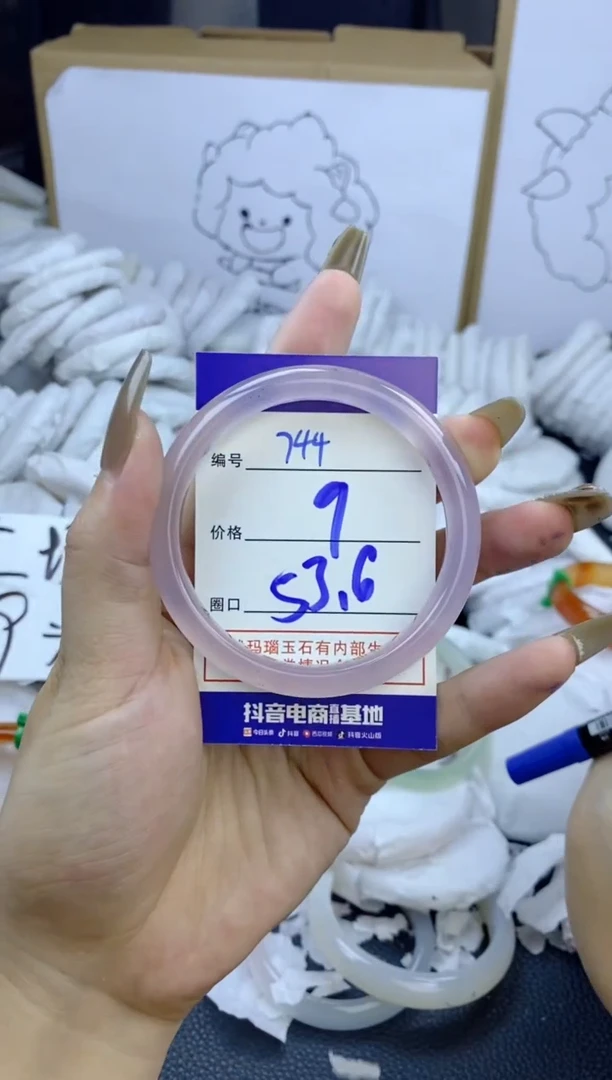 编号 744
价格 9
圈口 53.6
玛瑙玉石有内部生
抖音电商直播基地
今日头条 抖音 西瓜视频 抖音火山版